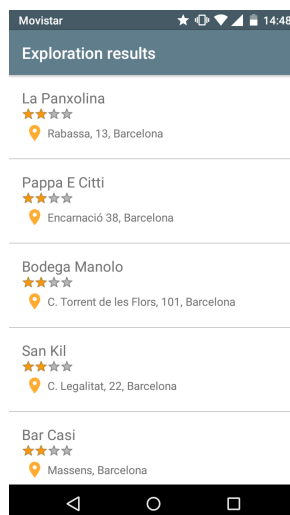 Movistar 14:48
Exploration results
La Panxolina
Rabassa, 13, Barcelona
Pappa E Citti
Encarnació 38, Barcelona
Bodega Manolo
C. Torrent de les Flors, 101, Barcelona
San Kil
C. Legalitat, 22, Barcelona
Bar Casi
Massens, Barcelona